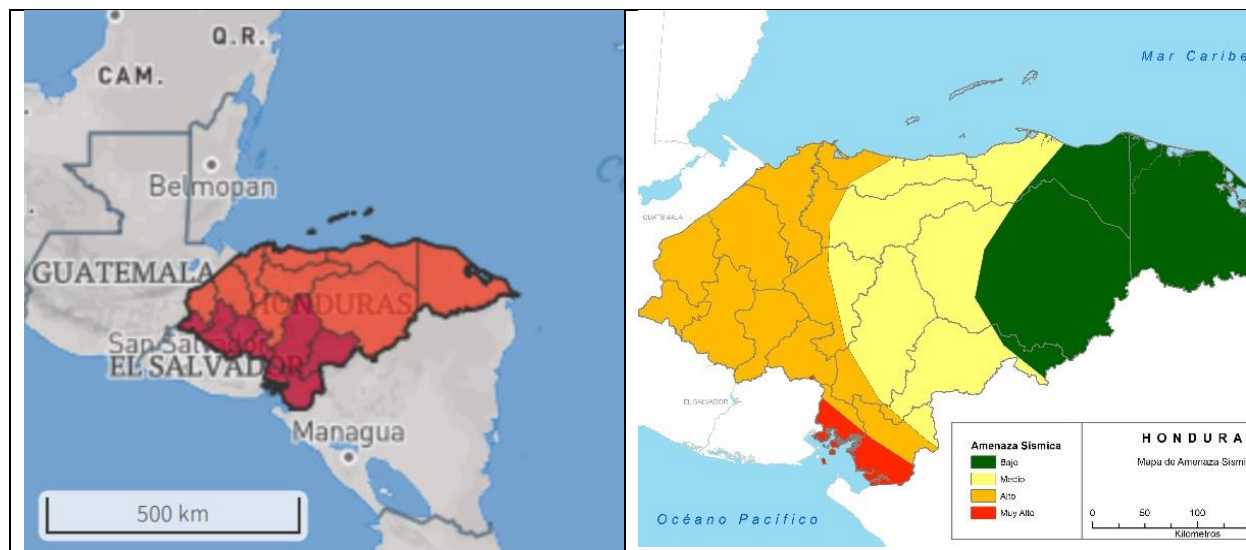 Q.R.
CAM.
Belmopan
GUATEMALA
HONDURAS
San Salvador
EL SALVADOR
Managua
500 km
Mar Caribe
GUATEMALA
EL SALVADOR
Océano Pacífico
Amenaza Sísmica
Bajo
Medio
Alto
Muy Alto
HONDURA
Mapa de Amenaza Sísmi
0 50 100
Kilometros